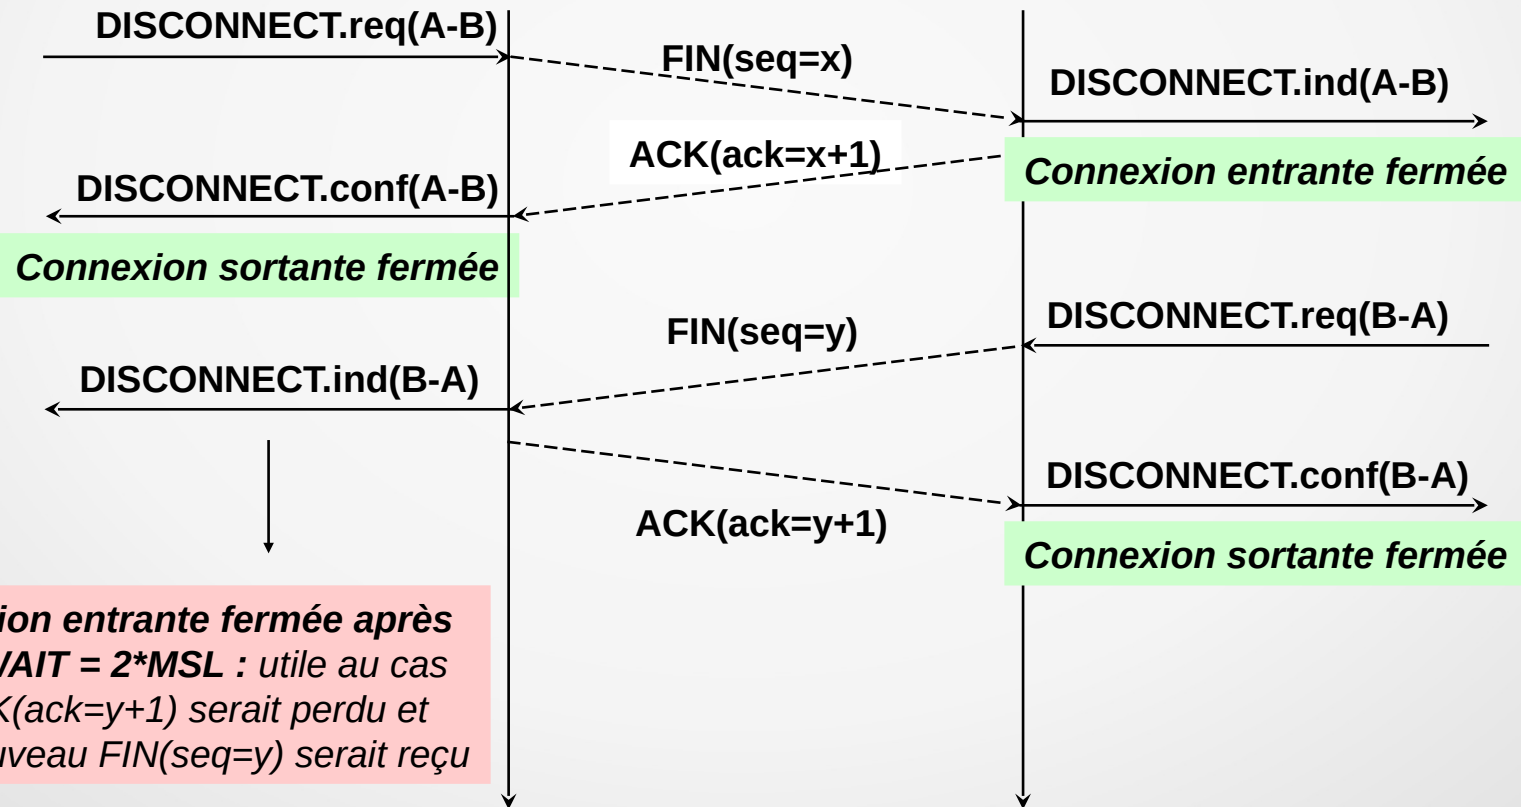 DISCONNECT.req(A-B)
FIN(seq=x)
DISCONNECT.ind(A-B)
ACK(ack=x+1)
Connexion entrante fermée
DISCONNECT.conf(A-B)
Connexion sortante fermée
DISCONNECT.req(B-A)
FIN(seq=y)
DISCONNECT.ind(B-A)
DISCONNECT.conf(B-A)
ACK(ack=y+1)
Connexion sortante fermée
ion entrante fermée après
WAIT = 2*MSL : utile au cas
K(ack=y+1) serait perdu et
uveau FIN(seq=y) serait reçu